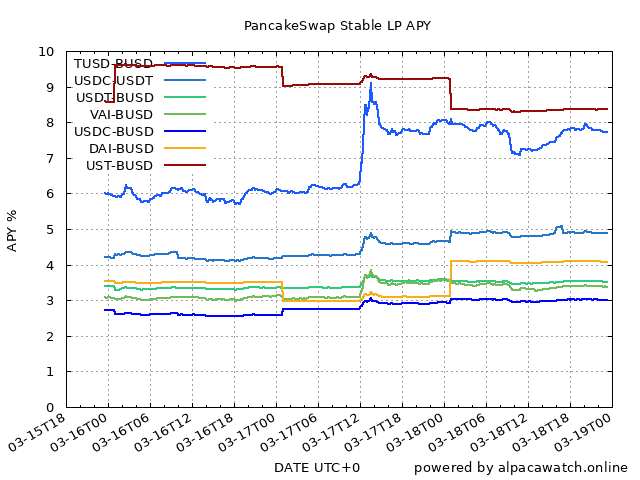 PancakeSwap Stable LP APY
10
9
8
7
6
5
4
3
2
1
0
APY %
TUSD-BUSD
USDC-USDT
USDT-BUSD
VAI-BUSD
USDC-BUSD
DAI-BUSD
UST-BUSD
03-15T18
03-16T00
03-16T06
03-16T12
03-16T18
03-17T00
03-17T06
03-17T12
03-17T18
03-18T00
03-18T06
03-18T12
03-18T18
03-19T00
DATE UTC+0
powered by alpacawatch.online